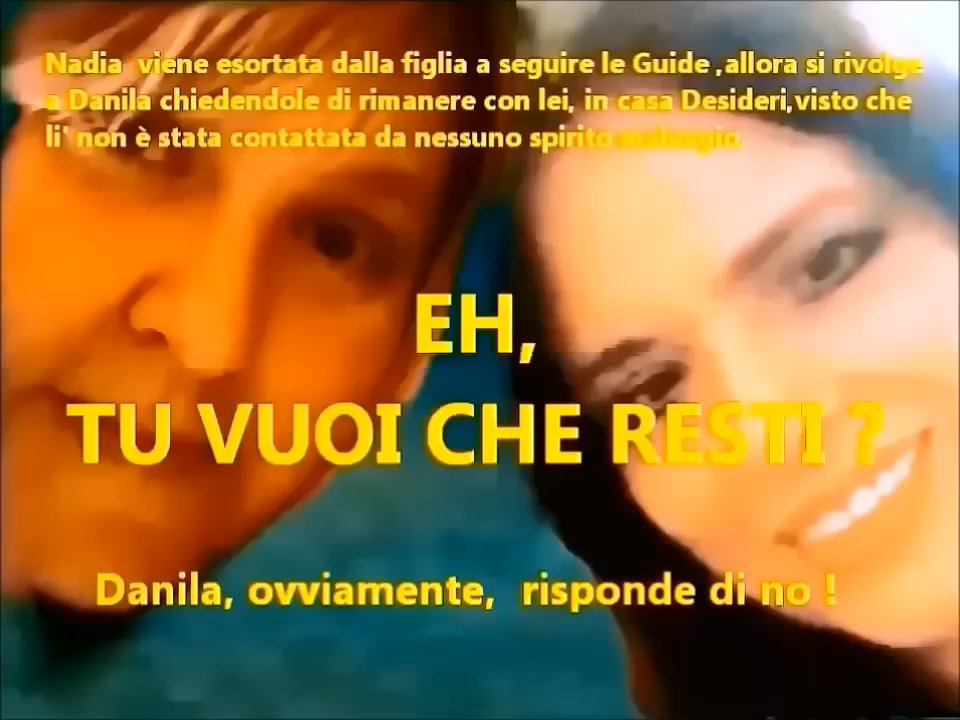 Nadia viene esortata dalla figlia a seguire le Guide ,allora si rivolge
a Danila chiedendole di rimanere con lei, in casa Desideri,visto che
li' non è stata contattata da nessuno spirito malvagio.
EH,
TU VUOI CHE RESTI ?
Danila, ovviamente, risponde di no !